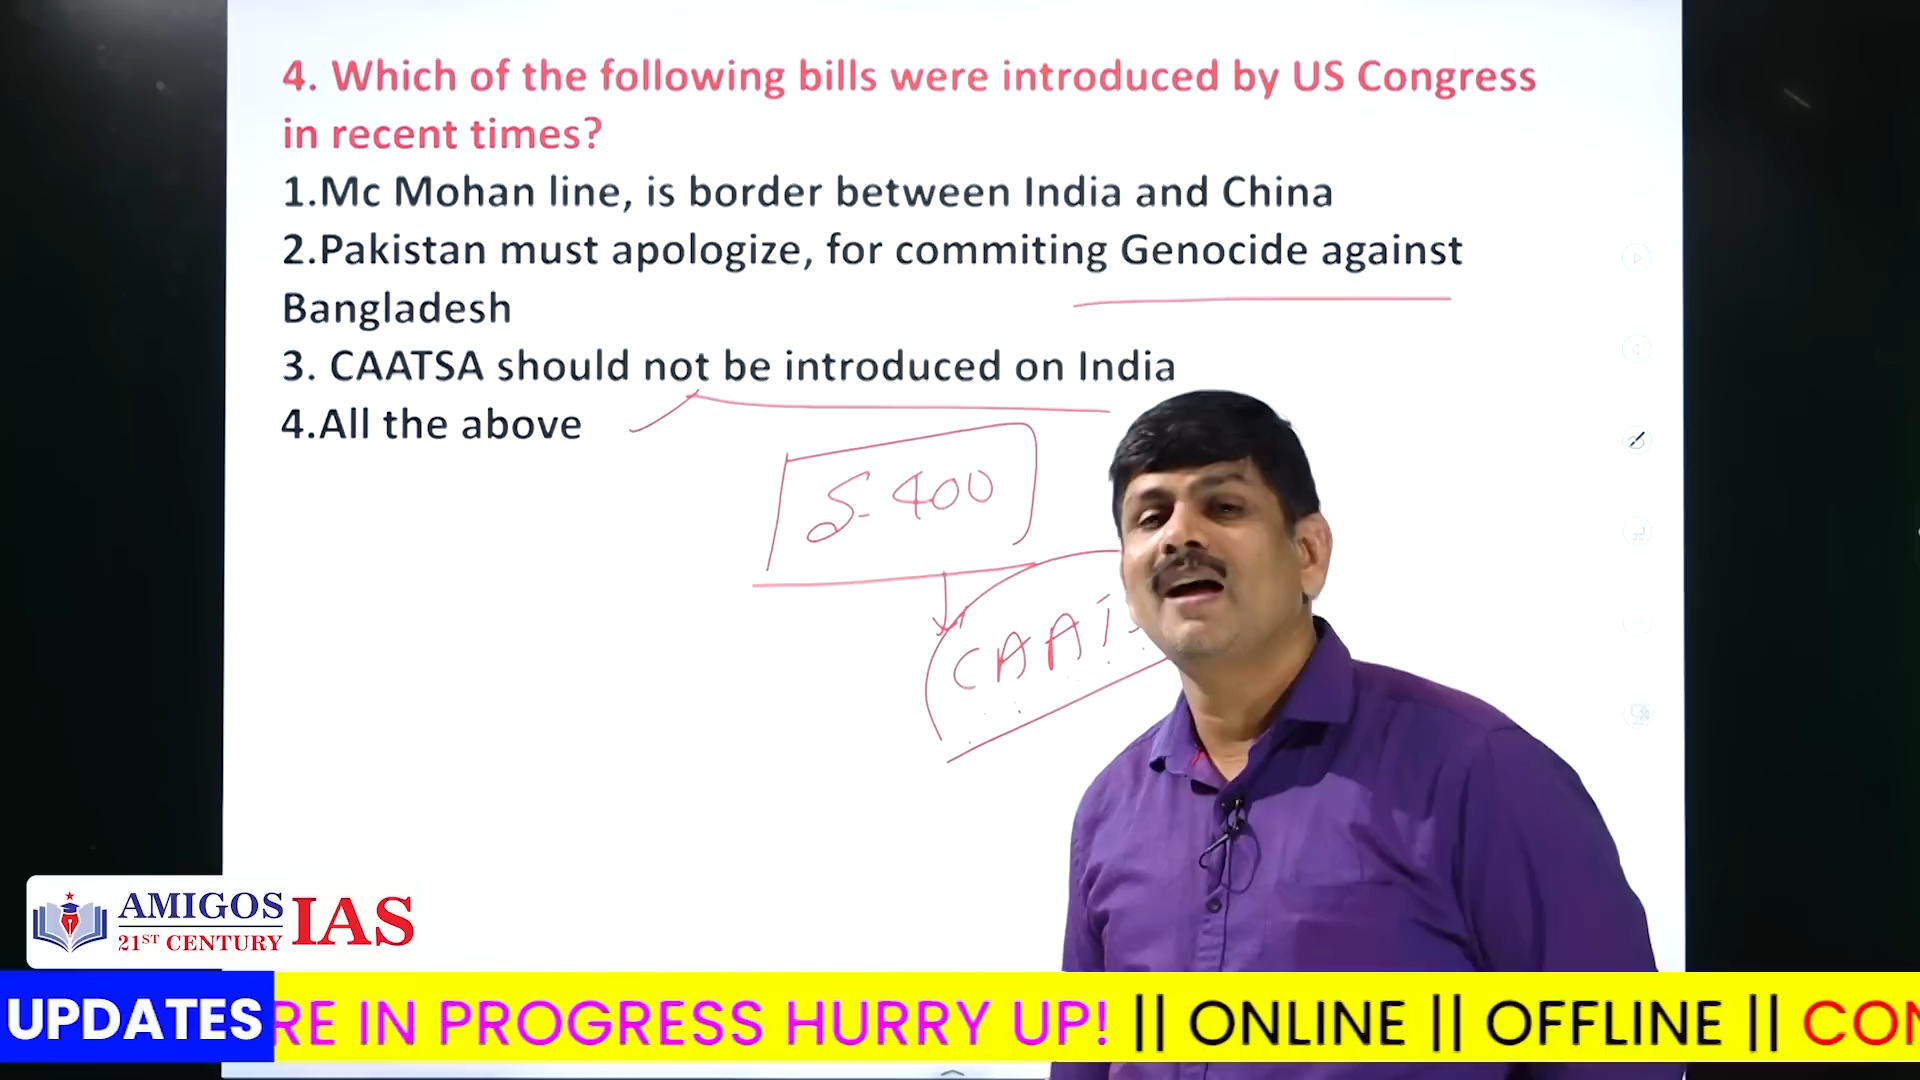 4. Which of the following bills were introduced by US Congress
in recent times?
1.Mc Mohan line, is border between India and China
2.Pakistan must apologize, for commiting Genocide against
Bangladesh
3. CAATSA should not be introduced on India
4.All the above
S-400
CAAT
AMIGOS
21ST CENTURY
IAS
UPDATES
RE IN PROGRESS HURRY UP! || ONLINE || OFFLINE || CON